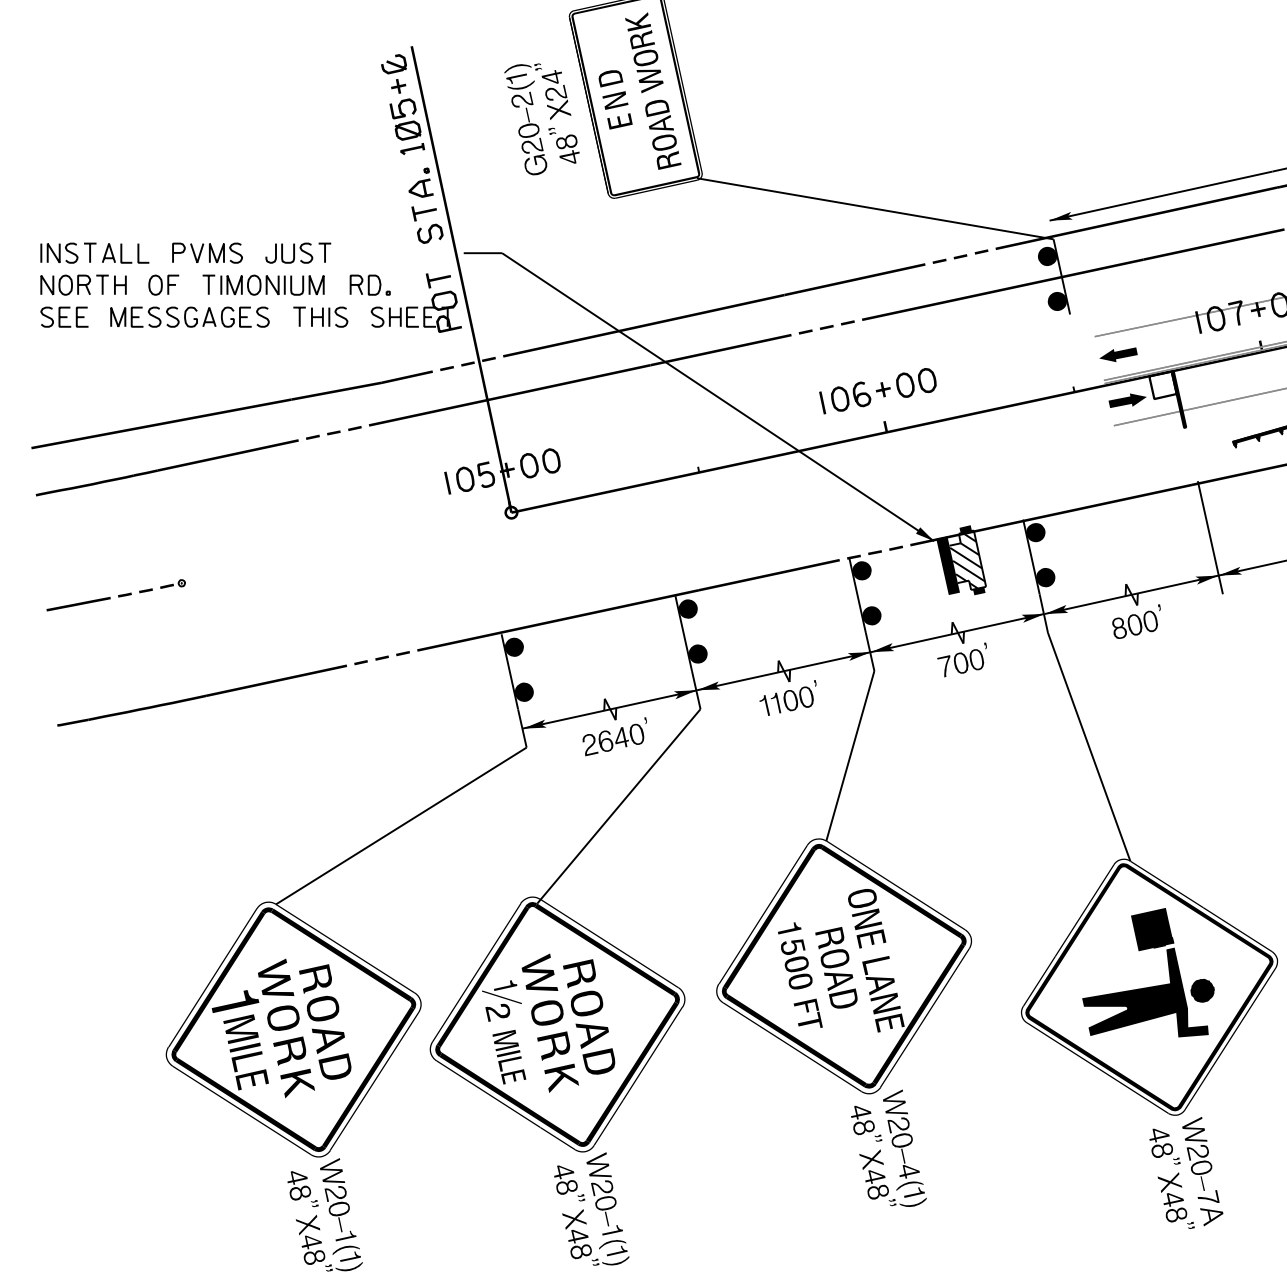 G20-2(1)
48" X24"
END
ROAD WORK
POT STA. 105+
INSTALL PVMS JUST
NORTH OF TIMONIUM RD.
SEE MESSGAGES THIS SHEE
107+0
106+00
105+00
800'
700'
1100'
2640'
ROAD
WORK
1 MILE
W20-1(1)
48" X48"
ROAD
WORK
1/2 MILE
W20-1(1)
48" X48"
ONE LANE
ROAD
1500 FT
W20-4(1)
48" X48"
W20-7A
48" X48"